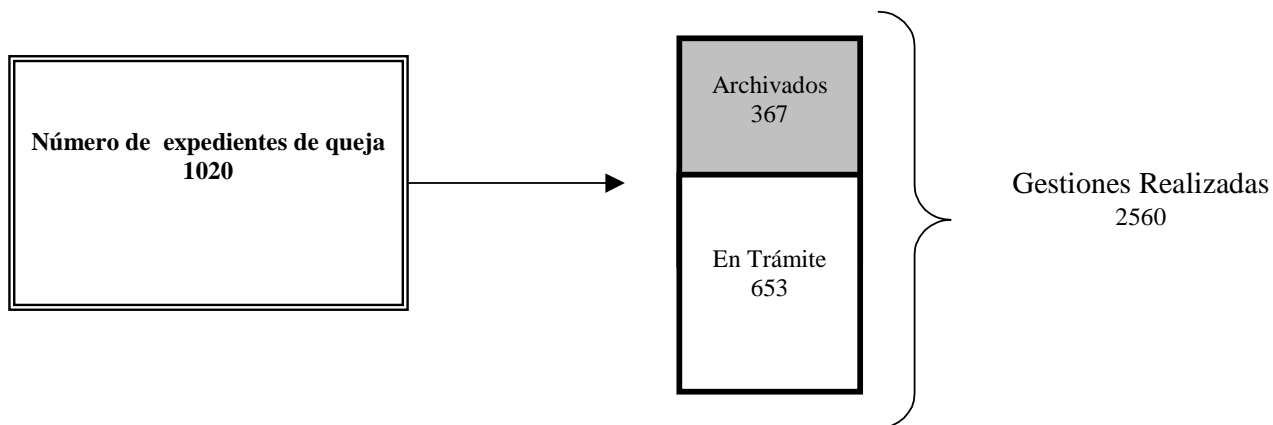 Número de expedientes de queja
1020
Archivados
367
En Trámite
653
Gestiones Realizadas
2560